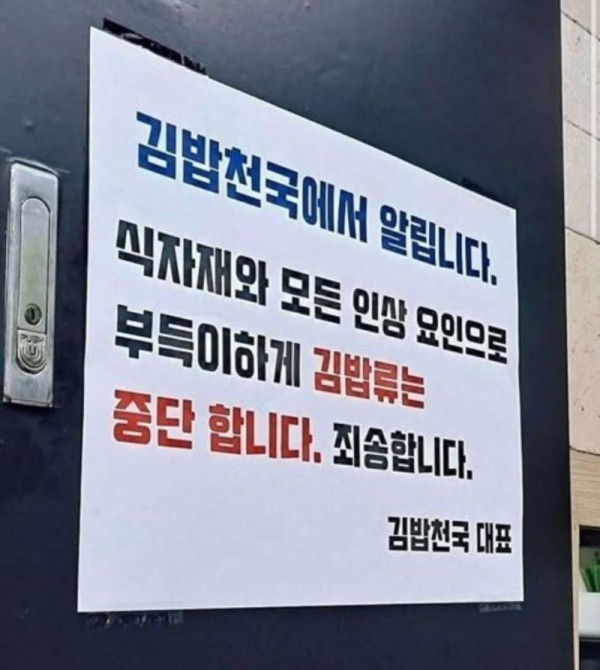 김밥천국에서 알립니다.
식자재와 모든 인상 요인으로
부득이하게 김밥류는
중단 합니다. 죄송합니다.
김밥천국 대표
PUSH